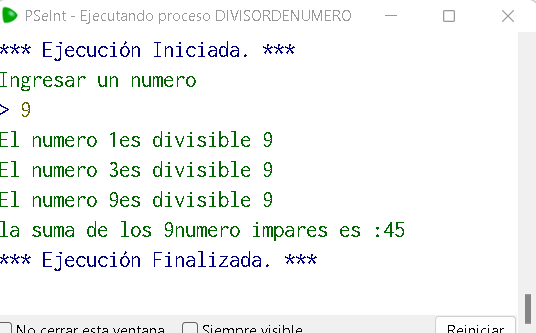 PSeInt - Ejecutando proceso DIVISORDENUMERO
*** Ejecución Iniciada. ***
Ingresar un numero
> 9
El numero 1es divisible 9
El numero 3es divisible 9
El numero 9es divisible 9
la suma de los 9numero impares es :45
*** Ejecución Finalizada. ***
No cerrar esta ventana Siempre visible Reiniciar